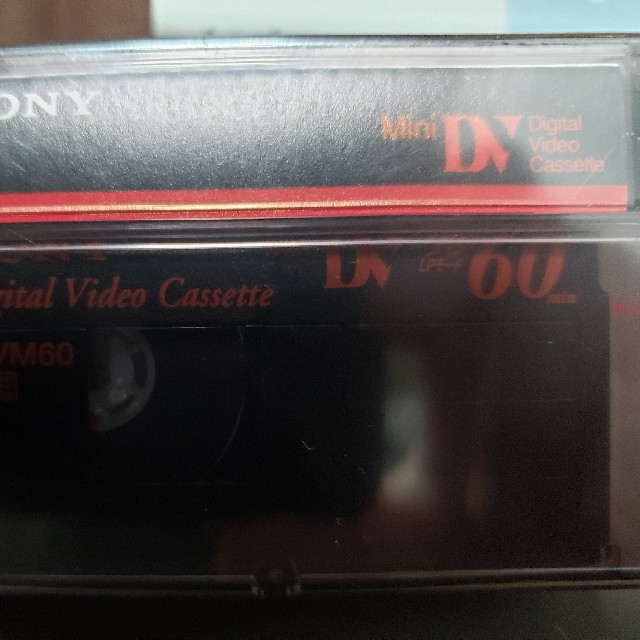 ONY
Mini DV Digital
Video
Cassette
DV 60
gital Video Cassette
VM60